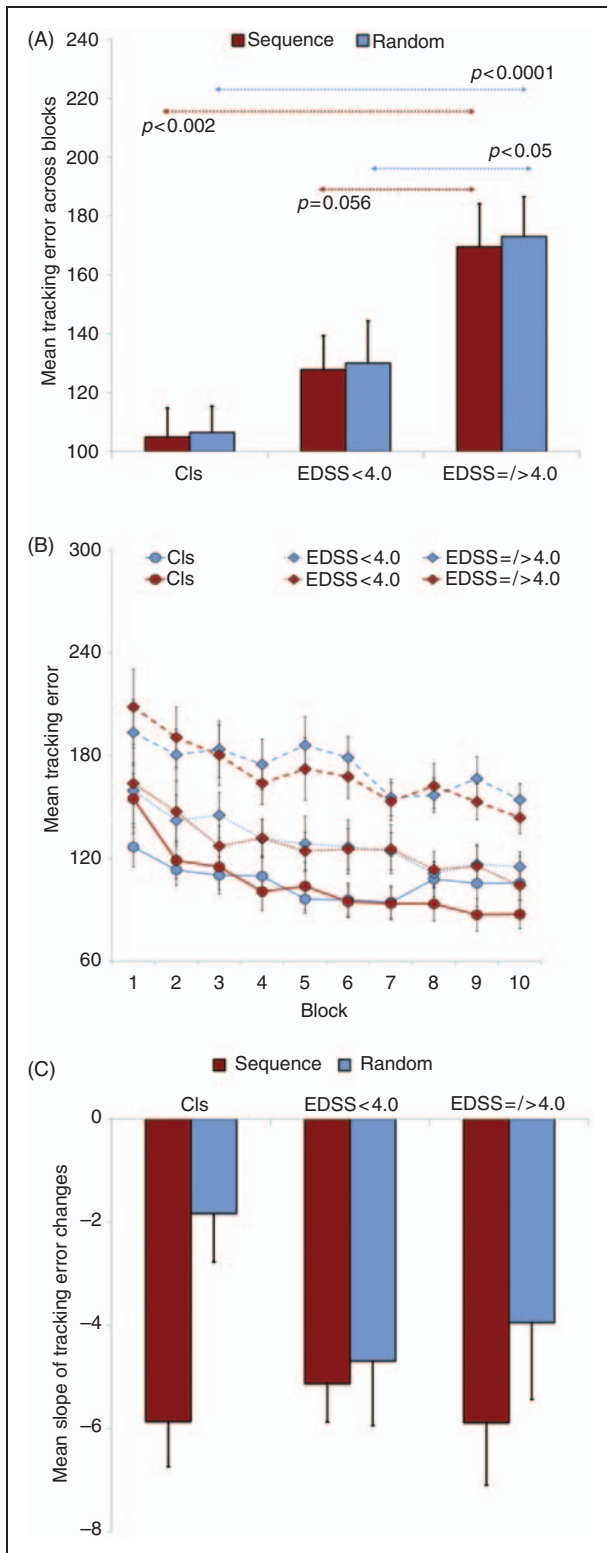 (A)
Sequence Random
Mean tracking error across blocks
240
220
200
180
160
140
120
100
p<0.0001
p<0.002
p<0.05
p=0.056
Cls EDSS<4.0 EDSS=/>4.0
(B)
Cls EDSS<4.0 EDSS=/>4.0
Cls EDSS<4.0 EDSS=/>4.0
Mean tracking error
300
240
180
120
60
1 2 3 4 5 6 7 8 9 10
Block
(C)
Sequence Random
Cls EDSS<4.0 EDSS=/>4.0
Mean slope of tracking error changes
0
–2
–4
–6
–8